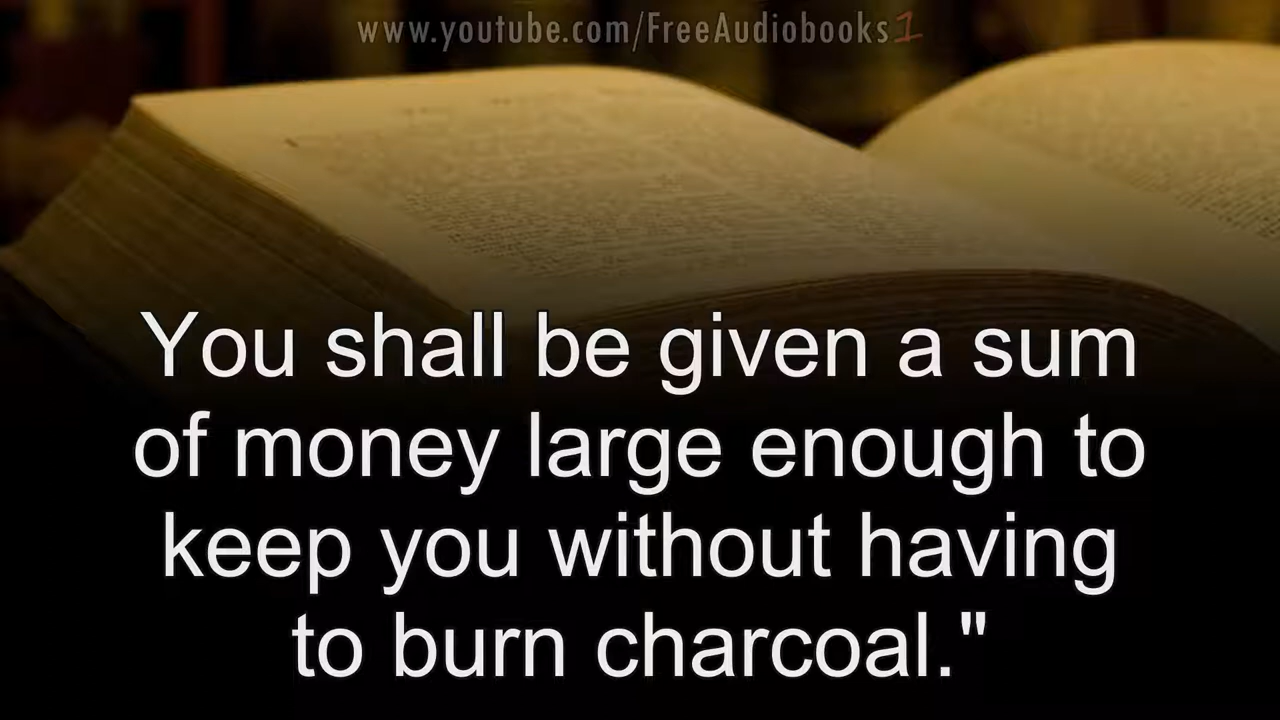 www.youtube.com/FreeAudiobooks1
You shall be given a sum
of money large enough to
keep you without having
to burn charcoal."